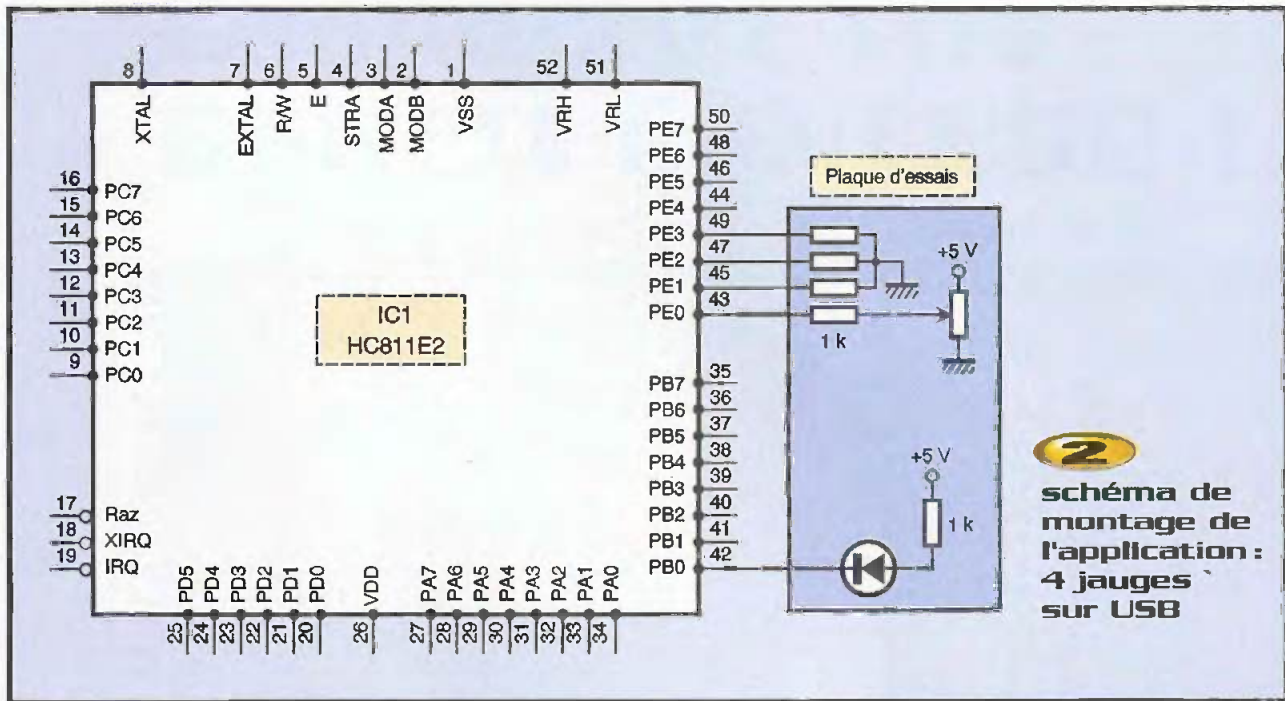 8
7
6
5
4
3
2
1
52
51
XTAL
EXTAL
R/W
E
STRA
MODA
MODB
VSS
VRH
VRL
16 PC7
15 PC6
14 PC5
13 PC4
12 PC3
11 PC2
10 PC1
9 PC0
17 Raz
18 XIRQ
19 IRQ
IC1
HC811E2
PE7 50
PE6 48
PE5 46
PE4 44
PE3 49
PE2 47
PE1 45
PE0 43
PB7 35
PB6 36
PB5 37
PB4 38
PB3 39
PB2 40
PB1 41
PB0 42
Plaque d'essais
+5 V
1 k
+5 V
1 k
PD5
PD4
PD3
PD2
PD1
PD0
VDD
PA7
PA6
PA5
PA4
PA3
PA2
PA1
PA0
25
24
23
22
21
20
26
27
28
29
30
31
32
33
34
2
schéma de
montage de
l'application :
4 jauges
sur USB